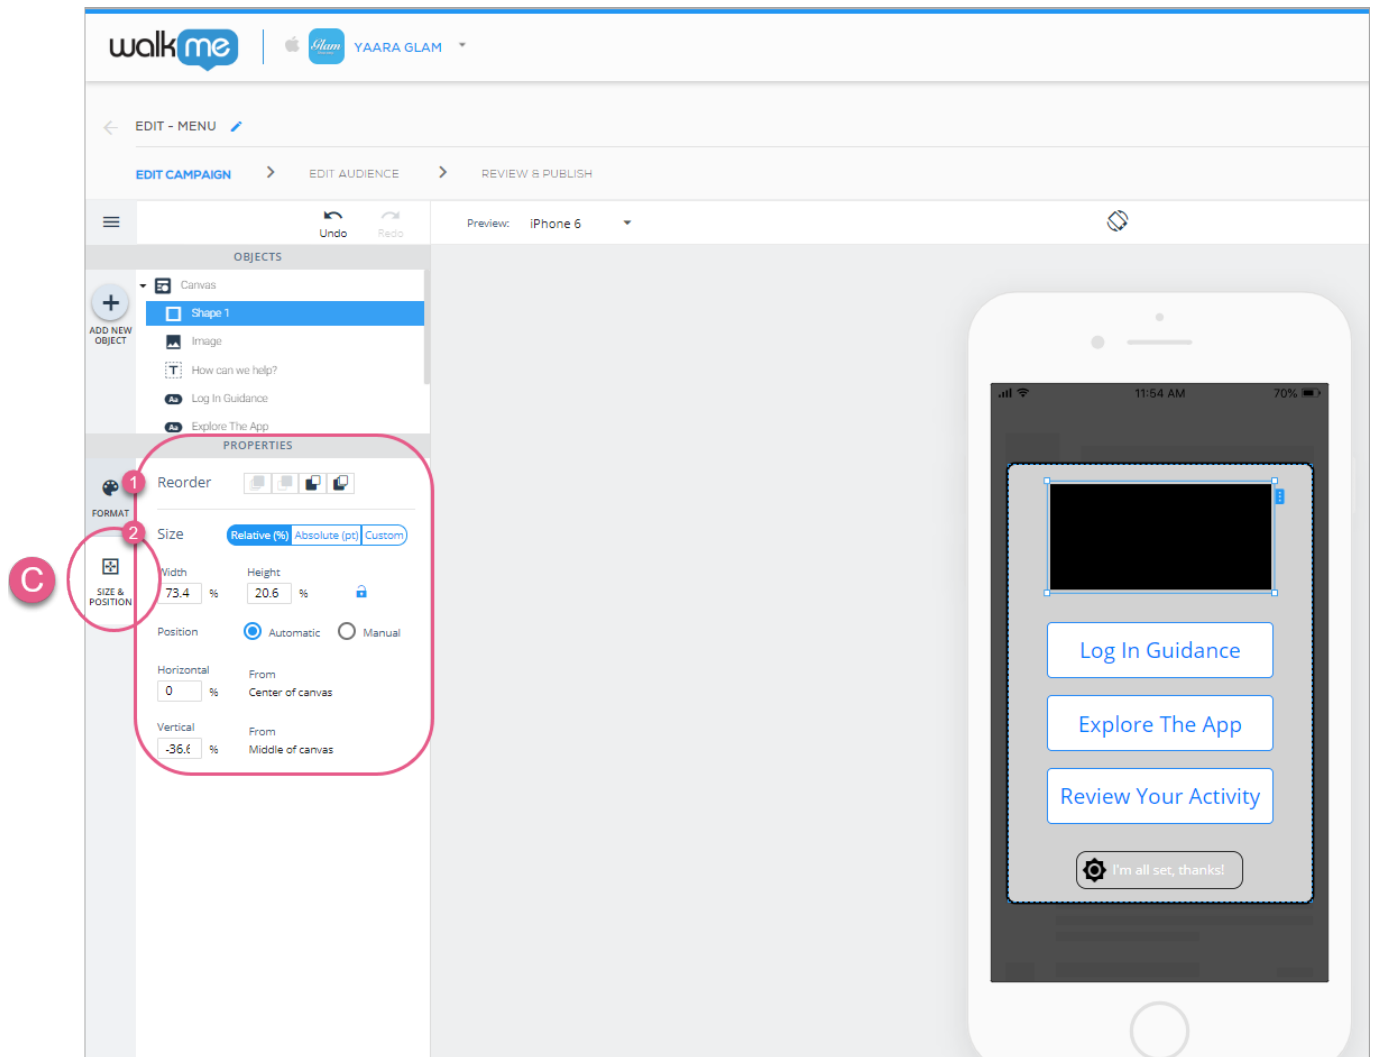 walkme
Glam
YAARA GLAM
EDIT - MENU
EDIT CAMPAIGN
EDIT AUDIENCE
REVIEW & PUBLISH
Undo
Redo
Preview: iPhone 6
OBJECTS
ADD NEW
OBJECT
Canvas
Shape 1
Image
T How can we help?
Aa Log In Guidance
Aa Explore The App
PROPERTIES
FORMAT
1
Reorder
2
Size
Relative (%) Absolute (pt) Custom
C
SIZE &
POSITION
Width Height
73.4 % 20.6 %
Position Automatic Manual
Horizontal From
0 % Center of canvas
Vertical From
-36.6 % Middle of canvas
11:54 AM 70%
Log In Guidance
Explore The App
Review Your Activity
I'm all set, thanks!